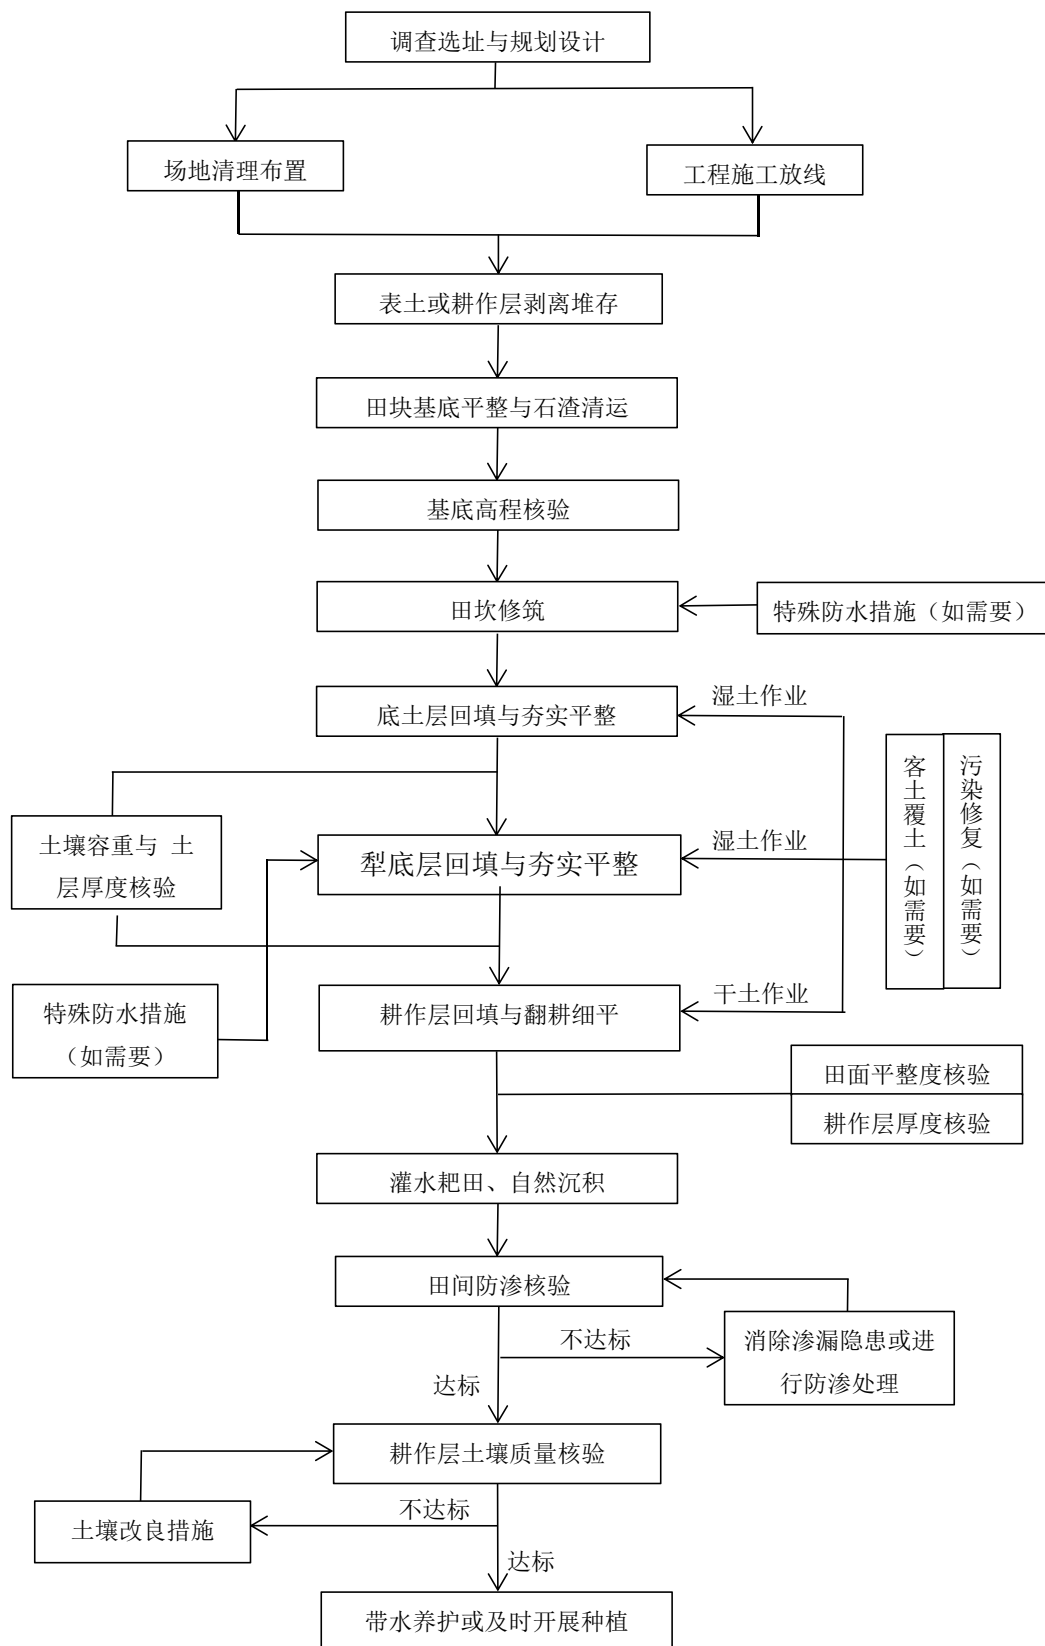 调查选址与规划设计
场地清理布置
工程施工放线
表土或耕作层剥离堆存
田块基底平整与石渣清运
基底高程核验
田坎修筑
特殊防水措施（如需要）
底土层回填与夯实平整
湿土作业
客土覆土（如需要）
污染修复（如需要）
土壤容重与 土
层厚度核验
犁底层回填与夯实平整
湿土作业
特殊防水措施
（如需要）
耕作层回填与翻耕细平
干土作业
田面平整度核验
耕作层厚度核验
灌水耙田、自然沉积
田间防渗核验
不达标
消除渗漏隐患或进
行防渗处理
达标
耕作层土壤质量核验
不达标
土壤改良措施
达标
带水养护或及时开展种植